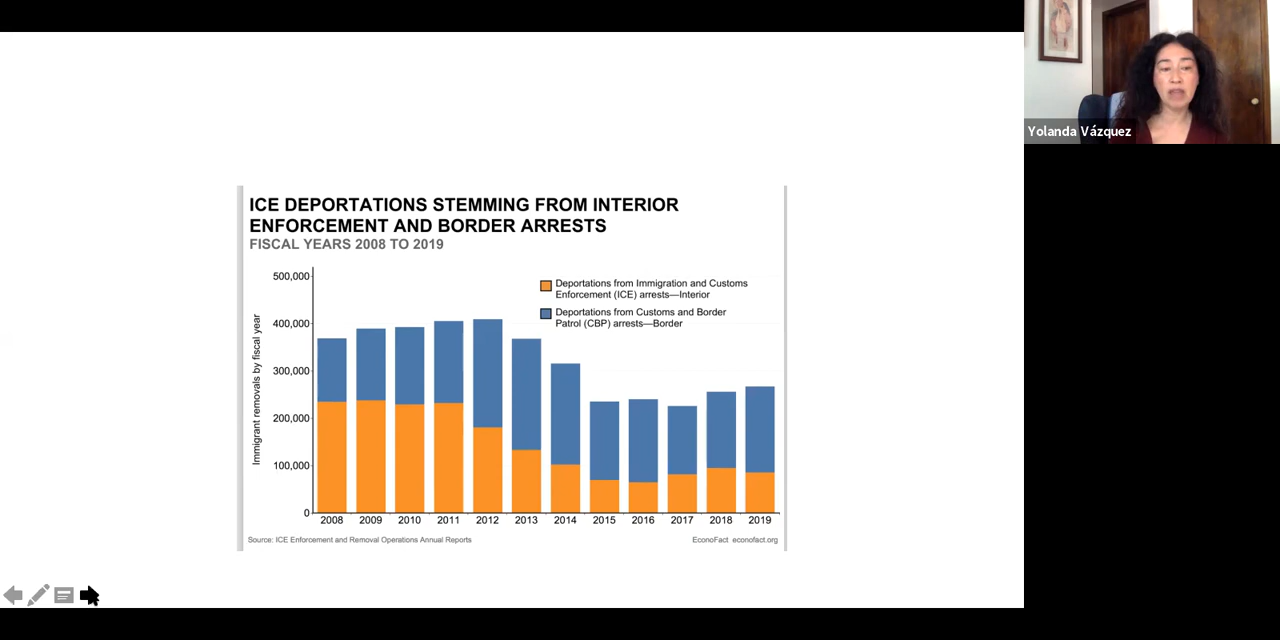 ICE DEPORTATIONS STEMMING FROM INTERIOR
ENFORCEMENT AND BORDER ARRESTS
FISCAL YEARS 2008 TO 2019
Immigrant removals by fiscal year
500,000
400,000
300,000
200,000
100,000
0
Deportations from Immigration and Customs
Enforcement (ICE) arrests—Interior
Deportations from Customs and Border
Patrol (CBP) arrests—Border
2008 2009 2010 2011 2012 2013 2014 2015 2016 2017 2018 2019
Source: ICE Enforcement and Removal Operations Annual Reports
EconoFact econofact.org
Yolanda Vázquez